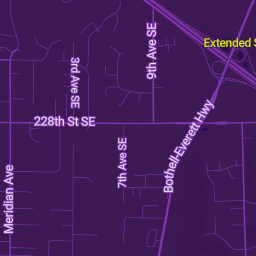 9th Ave SE
Extended S
3rd Ave SE
228th St SE
Bothell-Everett Hwy
7th Ave SE
Meridian Ave